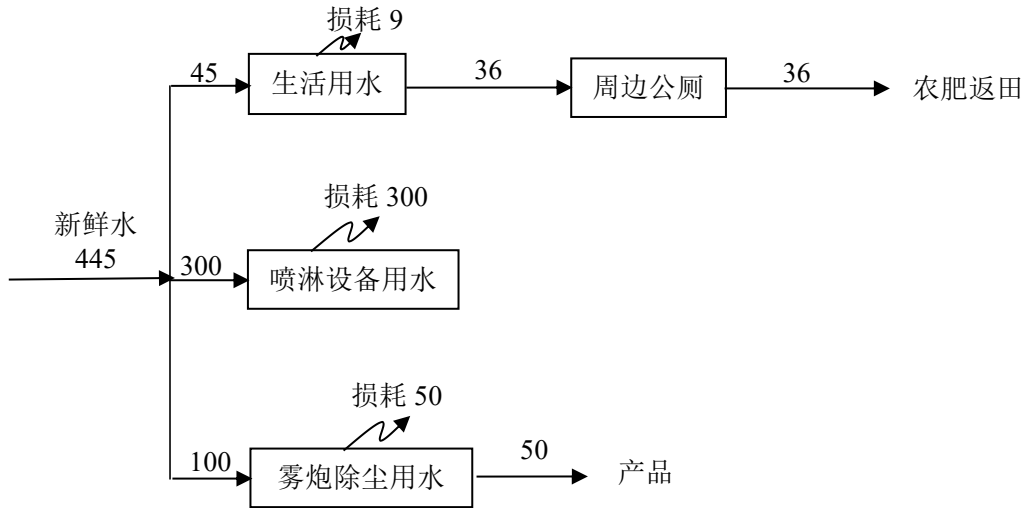 损耗 9
45
生活用水
36
周边公厕
36
农肥返田
损耗 300
新鲜水
445
300
喷淋设备用水
损耗 50
100
雾炮除尘用水
50
产品